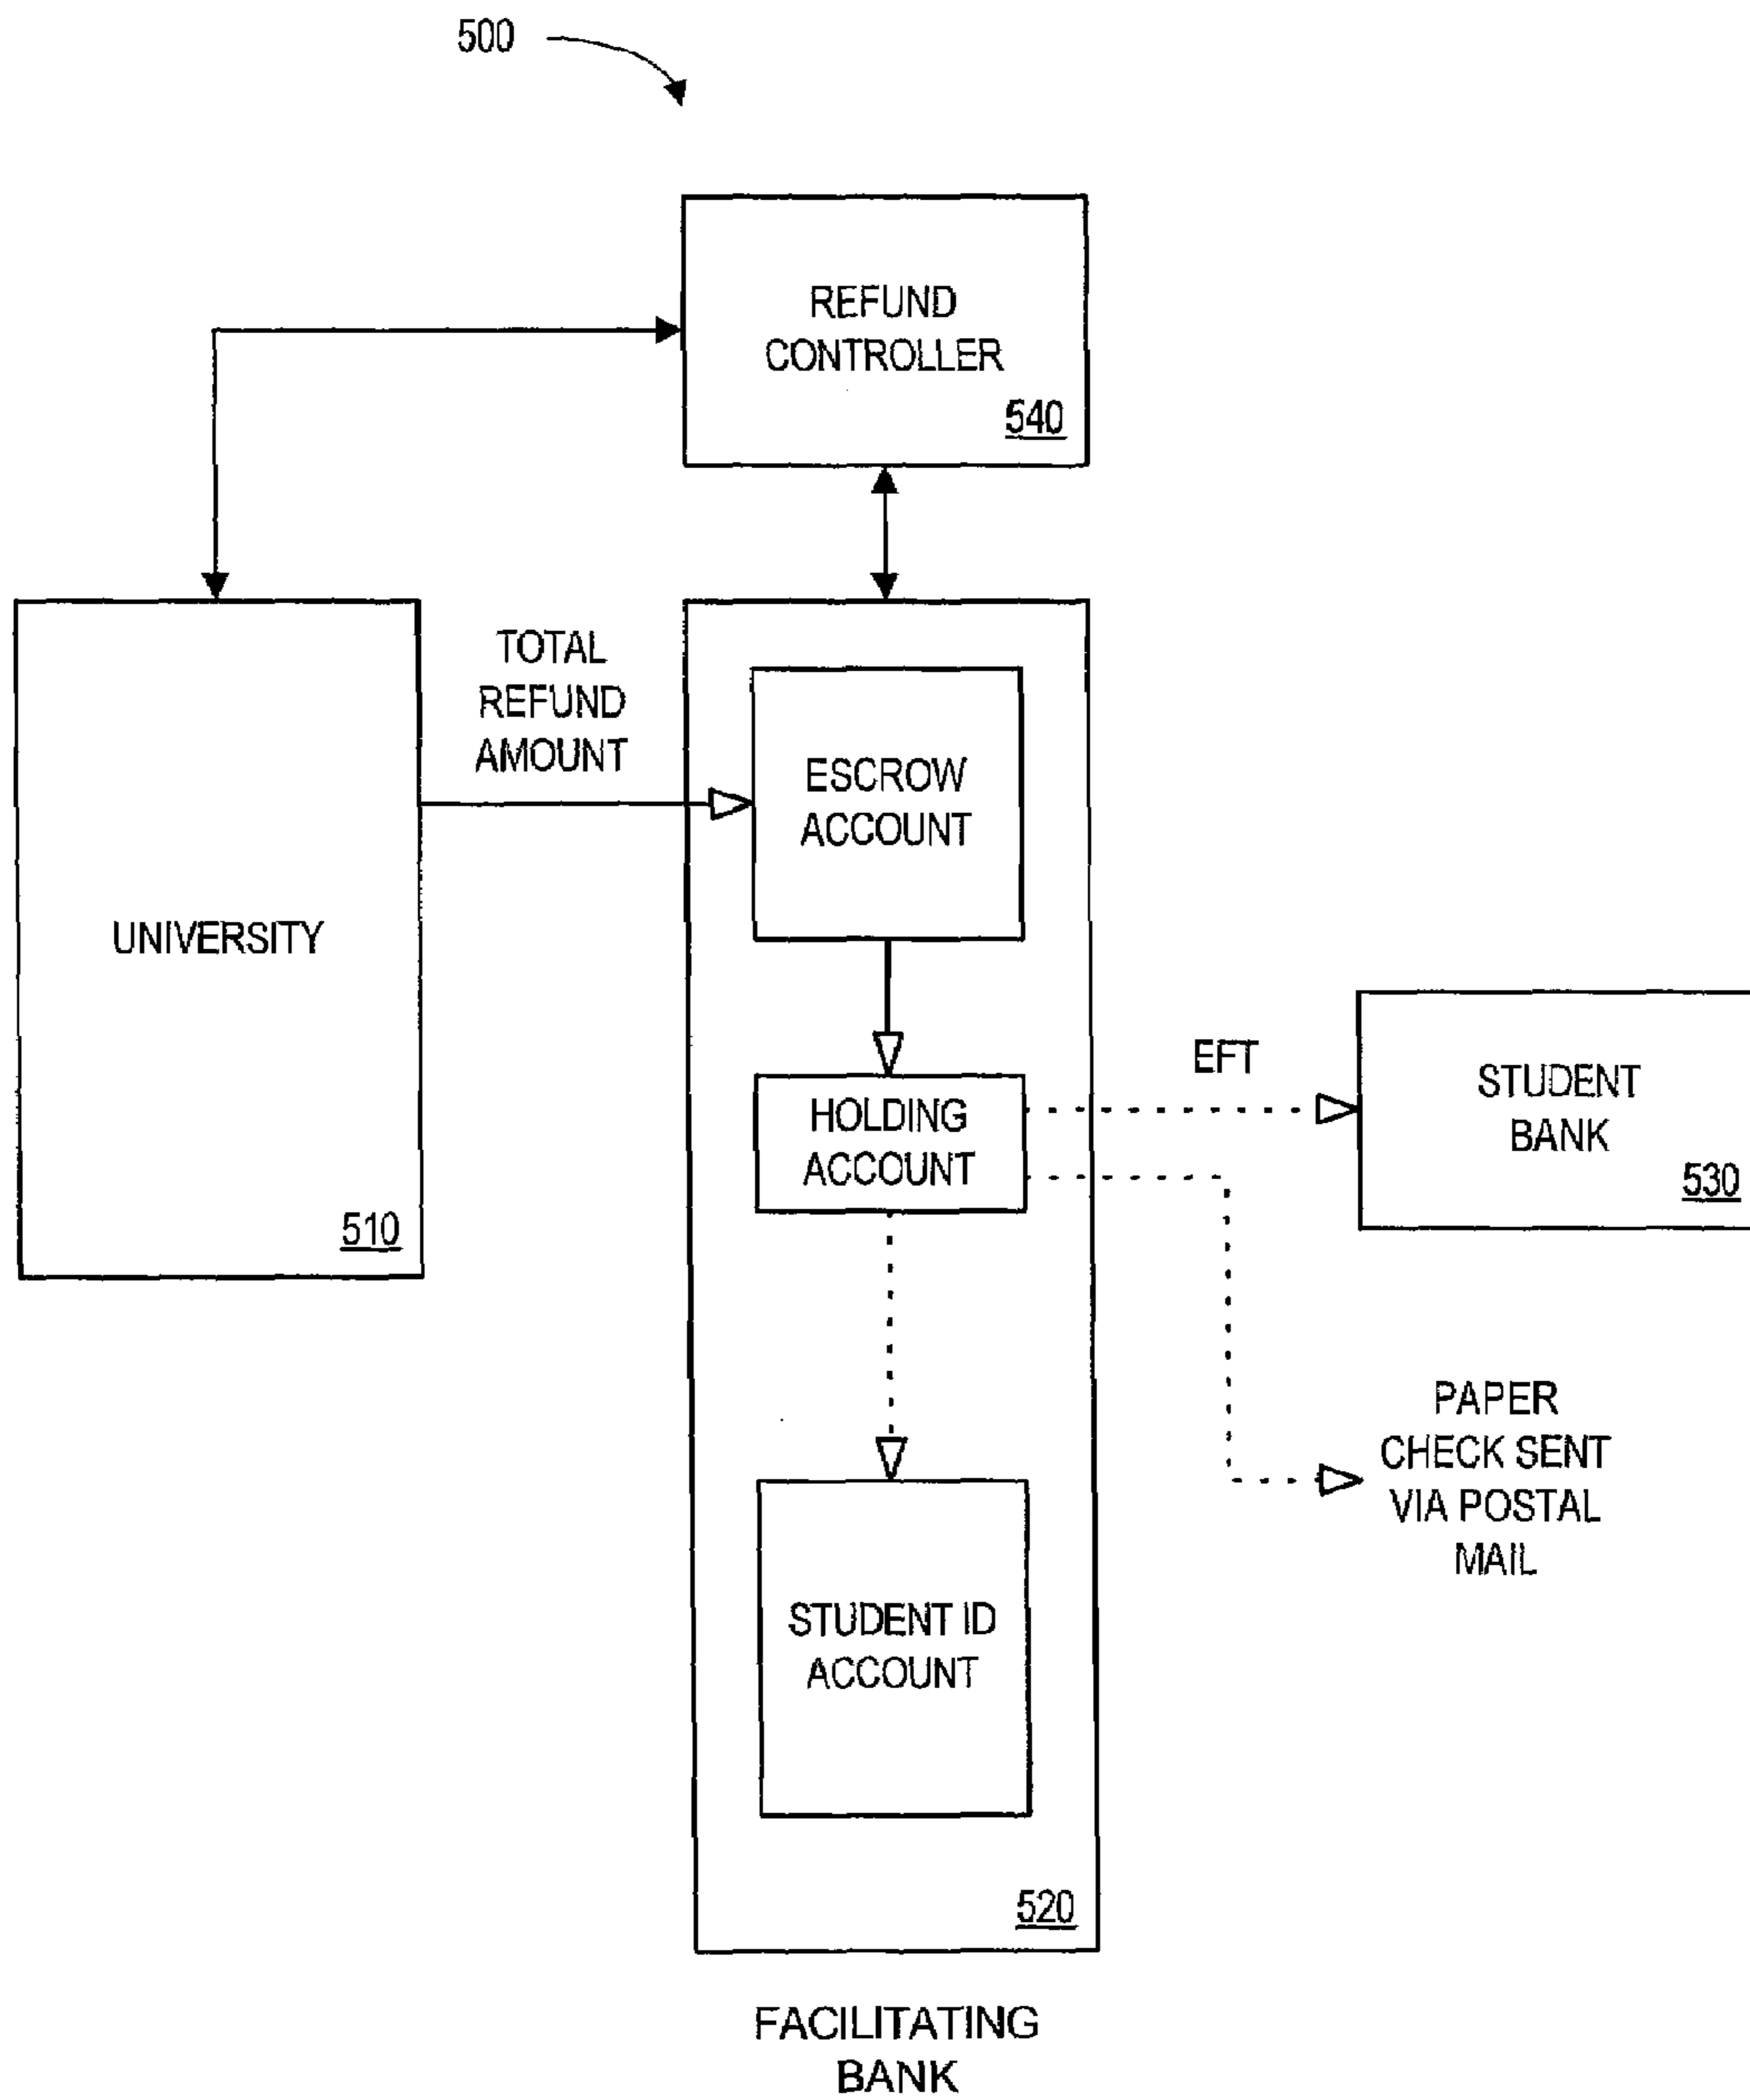 500
REFUND
CONTROLLER
540
TOTAL
REFUND
AMOUNT
UNIVERSITY
510
ESCROW
ACCOUNT
HOLDING
ACCOUNT
EFT
STUDENT
BANK
530
PAPER
CHECK SENT
VIA POSTAL
MAIL
STUDENT ID
ACCOUNT
520
FACILITATING
BANK